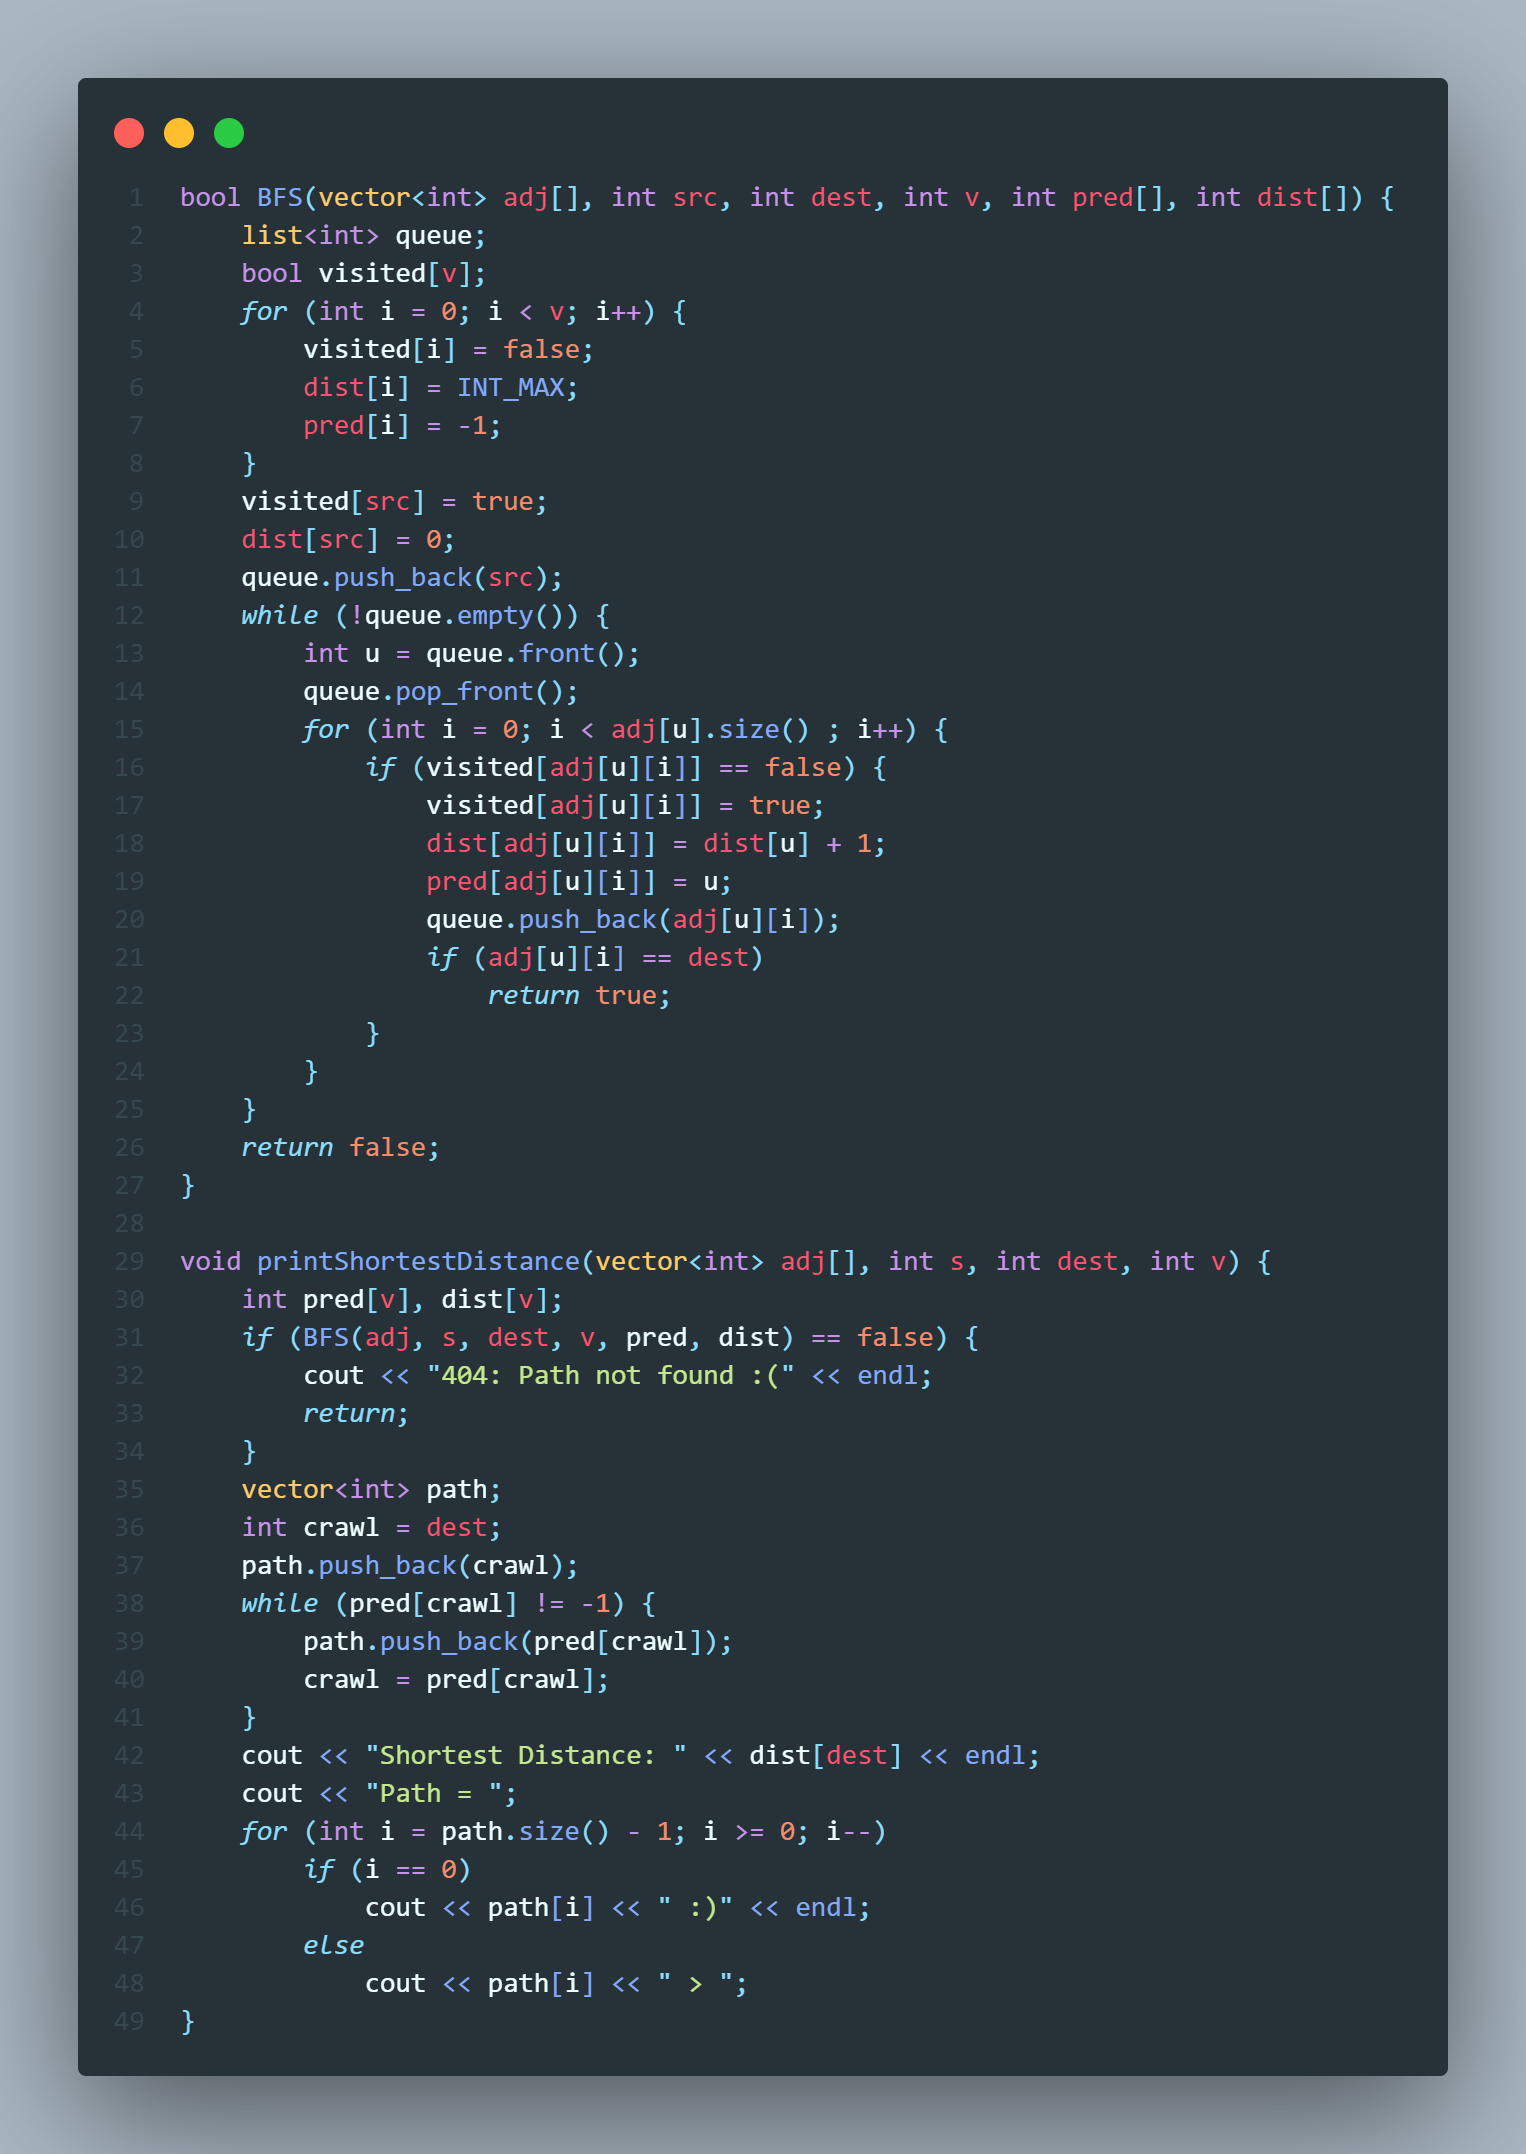 1 bool BFS(vector<int> adj[], int src, int dest, int v, int pred[], int dist[]) {
2     list<int> queue;
3     bool visited[v];
4     for (int i = 0; i < v; i++) {
5         visited[i] = false;
6         dist[i] = INT_MAX;
7         pred[i] = -1;
8     }
9     visited[src] = true;
10     dist[src] = 0;
11     queue.push_back(src);
12     while (!queue.empty()) {
13         int u = queue.front();
14         queue.pop_front();
15         for (int i = 0; i < adj[u].size() ; i++) {
16             if (visited[adj[u][i]] == false) {
17                 visited[adj[u][i]] = true;
18                 dist[adj[u][i]] = dist[u] + 1;
19                 pred[adj[u][i]] = u;
20                 queue.push_back(adj[u][i]);
21                 if (adj[u][i] == dest)
22                     return true;
23             }
24         }
25     }
26     return false;
27 }
28
29 void printShortestDistance(vector<int> adj[], int s, int dest, int v) {
30     int pred[v], dist[v];
31     if (BFS(adj, s, dest, v, pred, dist) == false) {
32         cout << "404: Path not found :(" << endl;
33         return;
34     }
35     vector<int> path;
36     int crawl = dest;
37     path.push_back(crawl);
38     while (pred[crawl] != -1) {
39         path.push_back(pred[crawl]);
40         crawl = pred[crawl];
41     }
42     cout << "Shortest Distance: " << dist[dest] << endl;
43     cout << "Path = ";
44     for (int i = path.size() - 1; i >= 0; i--)
45         if (i == 0)
46             cout << path[i] << " :)" << endl;
47         else
48             cout << path[i] << " > ";
49 }